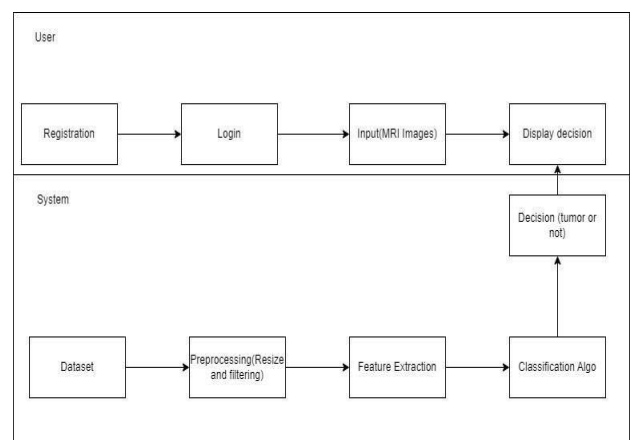 User
Registration
Login
Input(MRI Images)
Display decision
System
Decision (tumor or
not)
Dataset
Preprocessing(Resize
and filtering)
Feature Extraction
Classification Algo